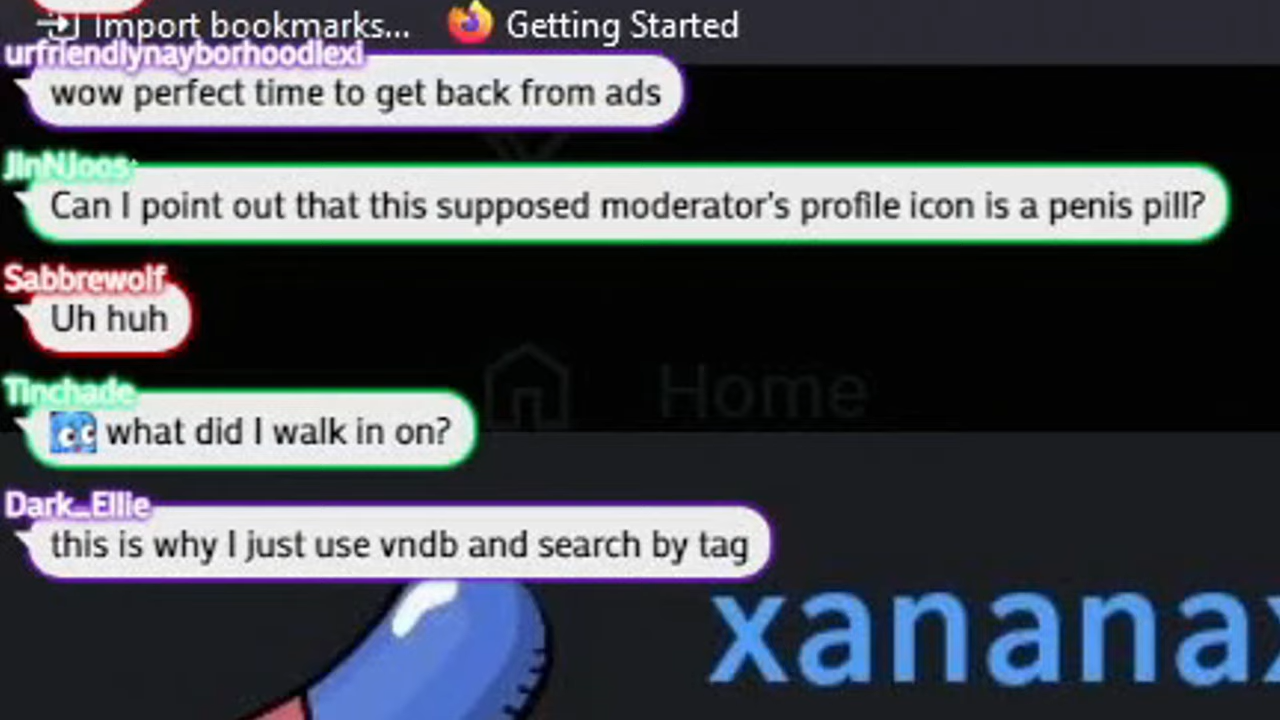 Import bookmarks...
Getting Started
urfriendlynayborhoodlexi
wow perfect time to get back from ads
JinNJoos
Can I point out that this supposed moderator's profile icon is a penis pill?
Sabbrewolf
Uh huh
Tinchade
what did I walk in on?
Home
Dark_Ellie
this is why I just use vndb and search by tag
xananax